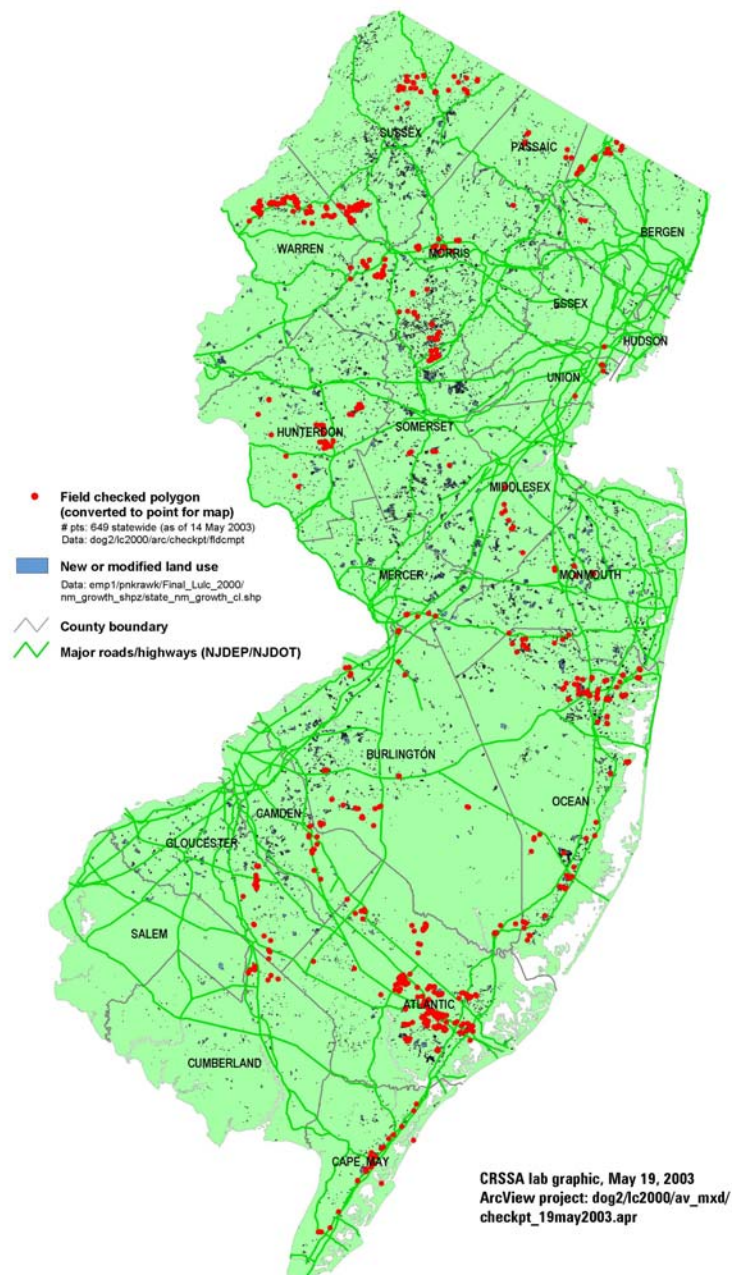 SUSSEX
PASSAIC
BERGEN
WARREN
MORRIS
ESSEX
HUDSON
UNION
HUNTERDON
SOMERSET
MIDDLESEX
Field checked polygon
(converted to point for map)
# pts: 649 statewide (as of 14 May 2003)
Data: dog2/lc2000/arc/checkpt/fldcmpt
New or modified land use
Data: emp1/pnkrawk/Final_Lulc_2000/
nm_growth_shpz/state_nm_growth_cl.shp
County boundary
Major roads/highways (NJDEP/NJDOT)
MERCER
MONMOUTH
BURLINGTON
OCEAN
CAMDEN
GLOUCESTER
SALEM
ATLANTIC
CUMBERLAND
CAPE MAY
CRSSA lab graphic, May 19, 2003
ArcView project: dog2/lc2000/av_mxd/
checkpt_19may2003.apr